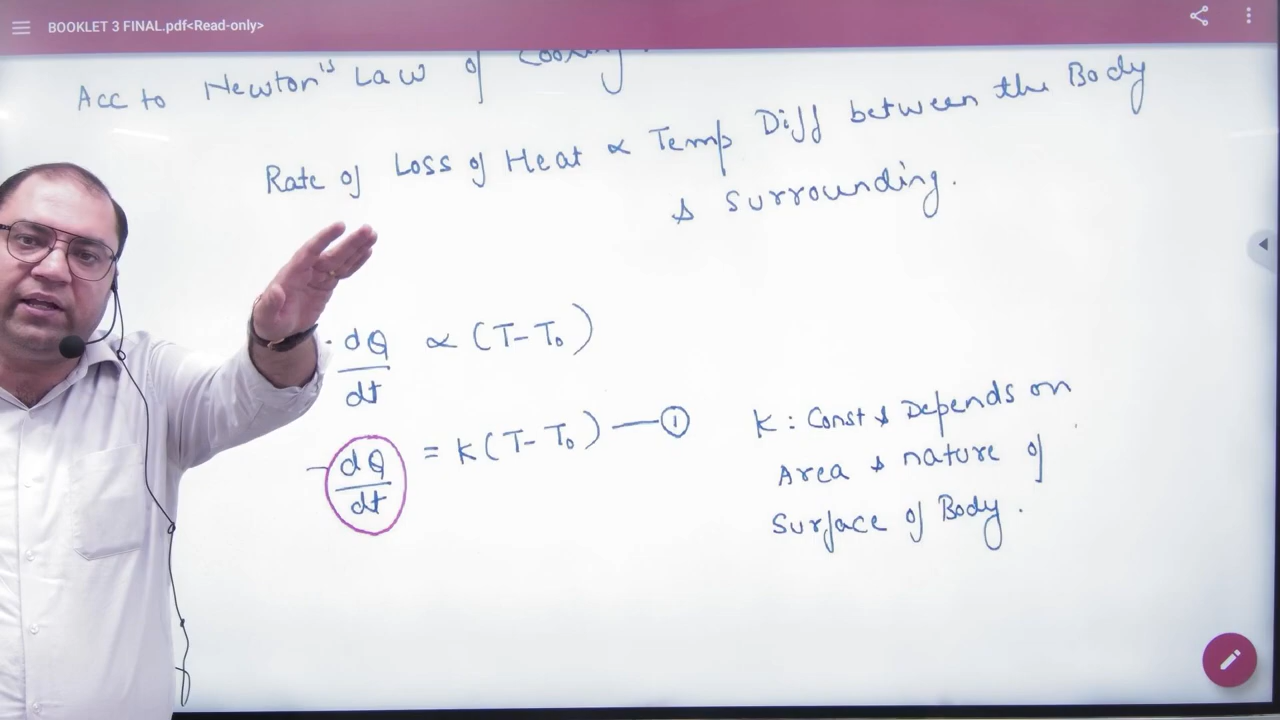 BOOKLET 3 FINAL.pdf<Read-only>
Acc to Newton's Law of Cooling.
Rate of Loss of Heat ∝ Temp Diff between the Body
& Surrounding.
- dQ/dt ∝ (T-T₀)
- dQ/dt = K(T-T₀) — ①
K : Const & Depends on
Area & nature of
Surface of Body.